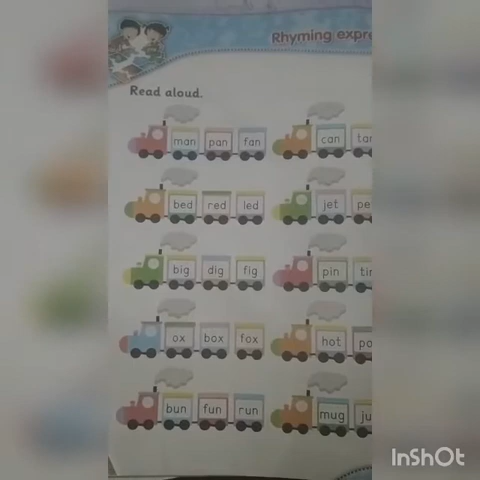 Rhyming
Read aloud.
man pan fan can
bed red led jet
big dig fig pin
ox box fox hot
bun fun run mug
InShOt